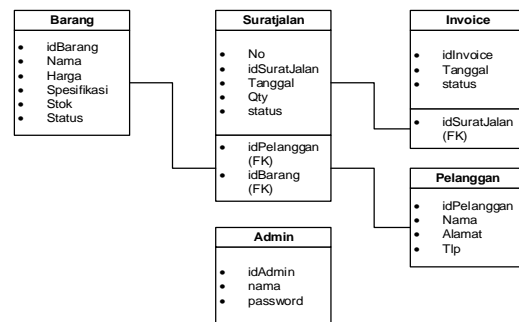 Barang
idBarang
Nama
Harga
Spesifikasi
Stok
Status
Suratjalan
No
idSuratJalan
Tanggal
Qty
status
idPelanggan
(FK)
idBarang
(FK)
Invoice
idInvoice
Tanggal
status
idSuratJalan
(FK)
Pelanggan
idPelanggan
Nama
Alamat
Tlp
Admin
idAdmin
nama
password